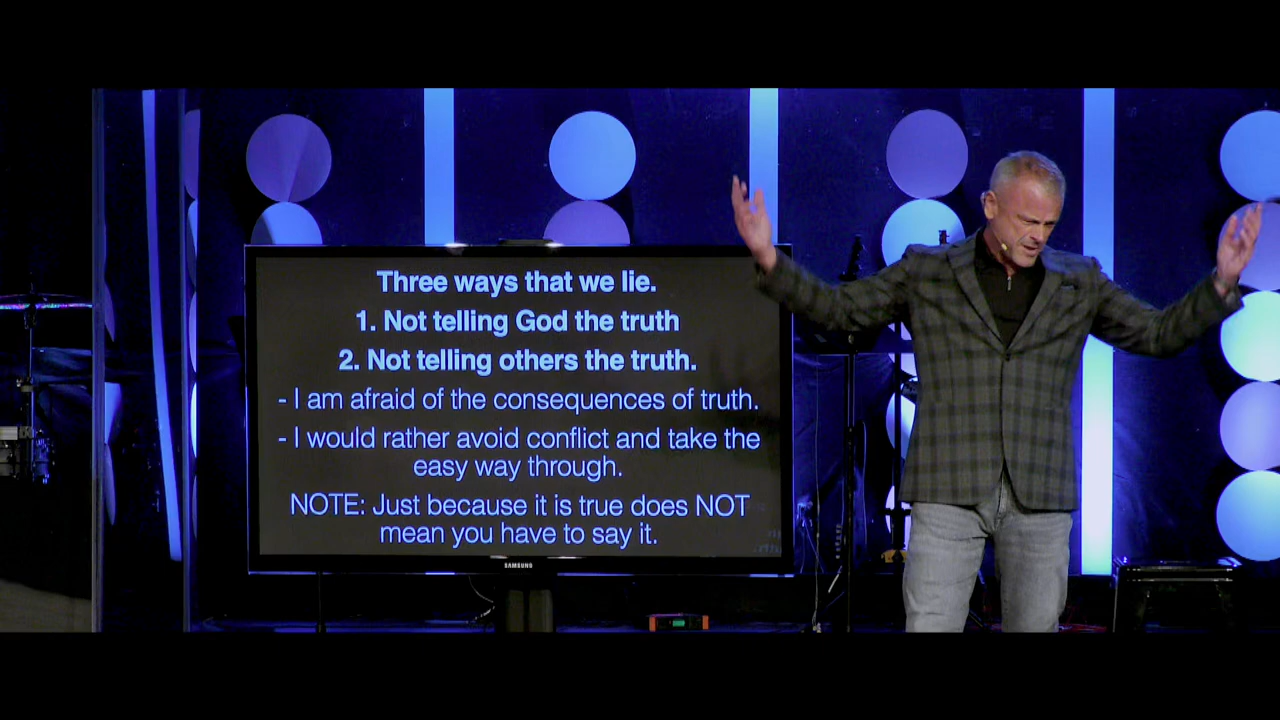 Three ways that we lie.
1. Not telling God the truth
2. Not telling others the truth.
- I am afraid of the consequences of truth.
- I would rather avoid conflict and take the
easy way through.
NOTE: Just because it is true does NOT
mean you have to say it.
SAMSUNG